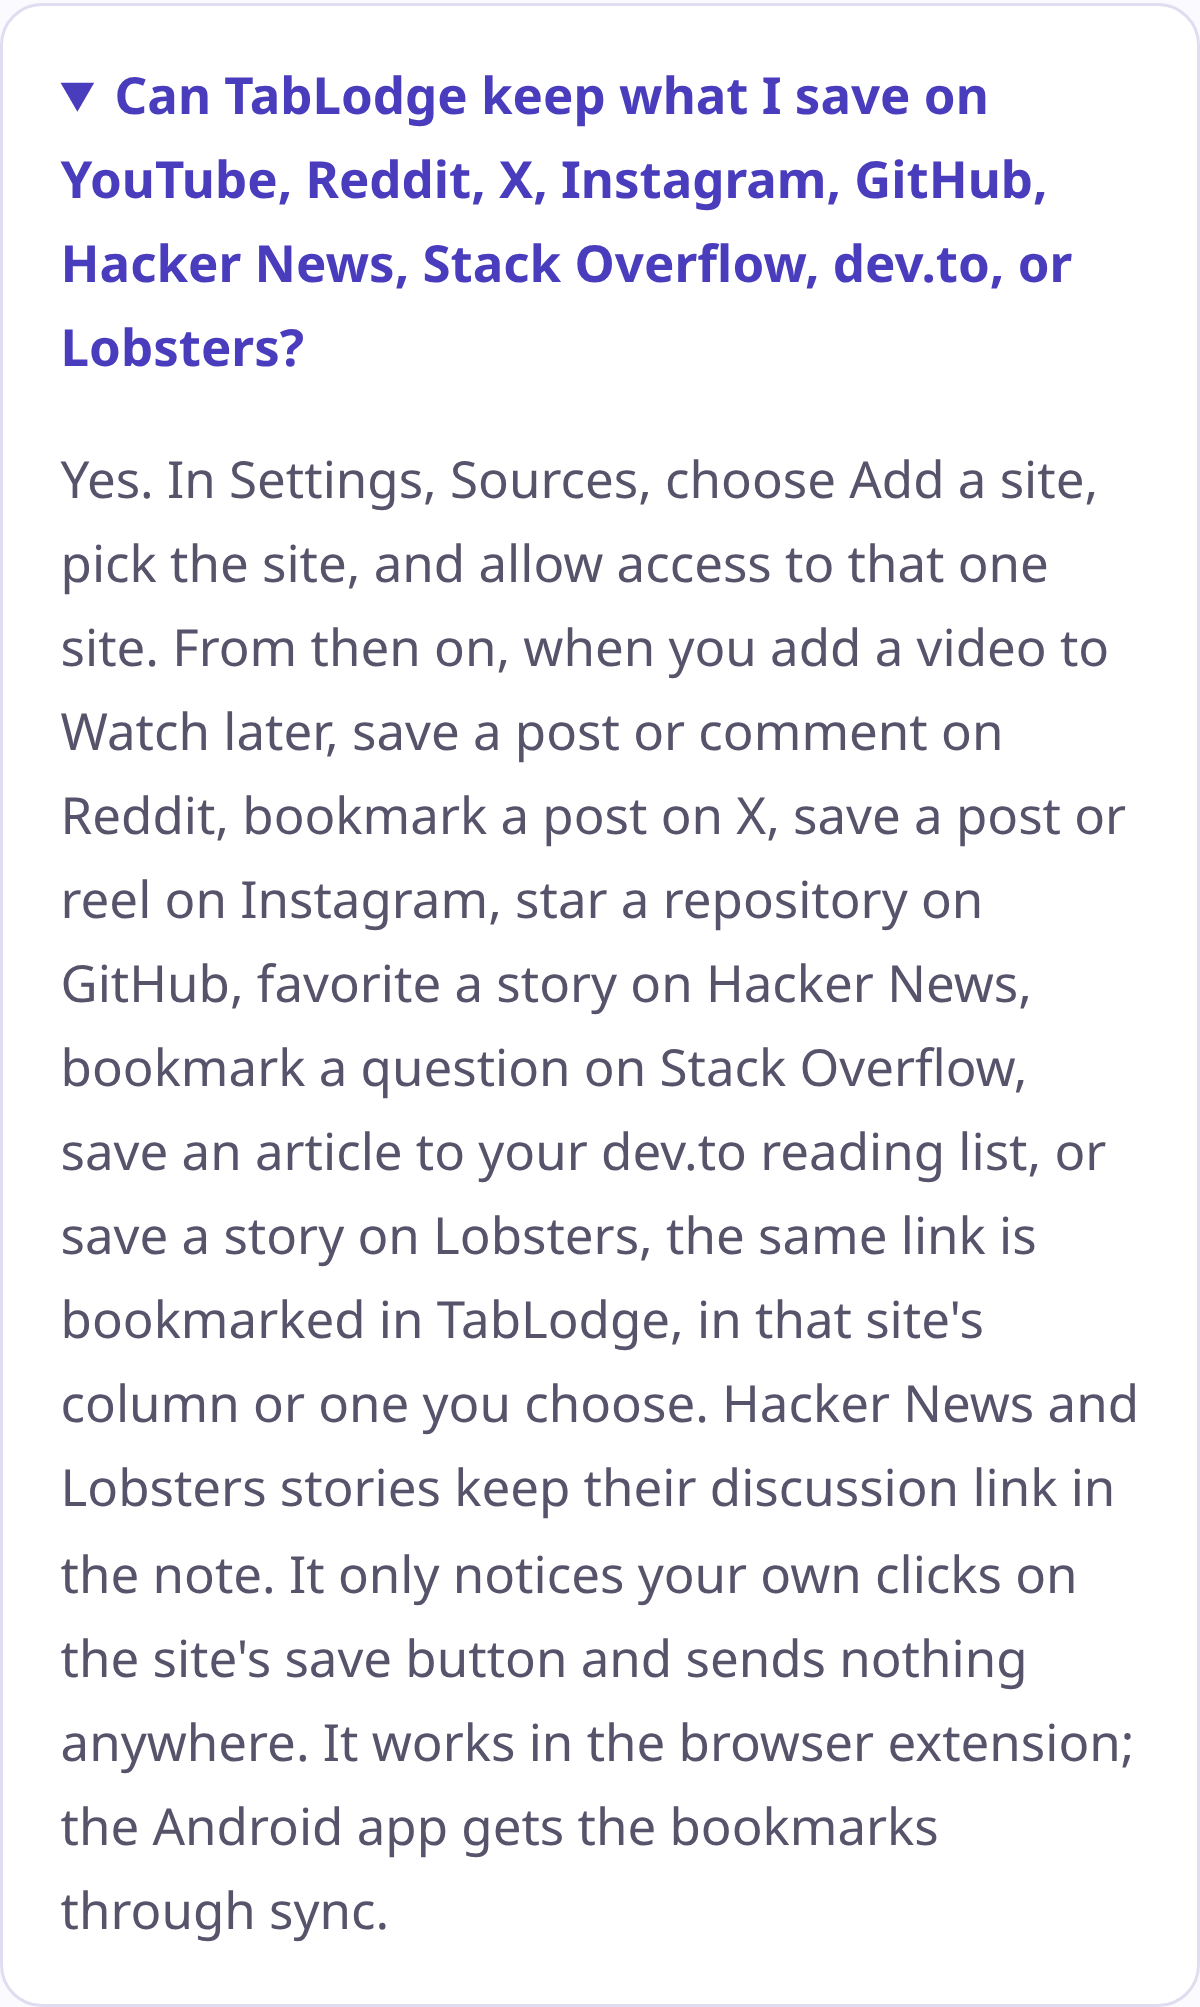 ▼ Can TabLodge keep what I save on
YouTube, Reddit, X, Instagram, GitHub,
Hacker News, Stack Overflow, dev.to, or
Lobsters?
Yes. In Settings, Sources, choose Add a site,
pick the site, and allow access to that one
site. From then on, when you add a video to
Watch later, save a post or comment on
Reddit, bookmark a post on X, save a post or
reel on Instagram, star a repository on
GitHub, favorite a story on Hacker News,
bookmark a question on Stack Overflow,
save an article to your dev.to reading list, or
save a story on Lobsters, the same link is
bookmarked in TabLodge, in that site's
column or one you choose. Hacker News and
Lobsters stories keep their discussion link in
the note. It only notices your own clicks on
the site's save button and sends nothing
anywhere. It works in the browser extension;
the Android app gets the bookmarks
through sync.